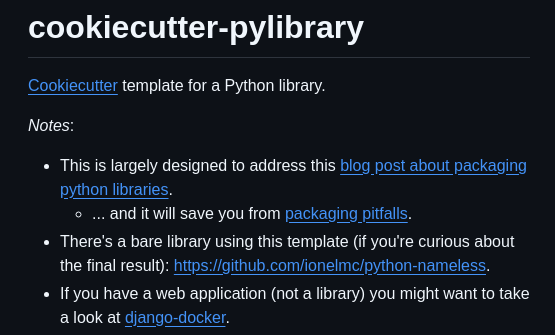 cookiecutter-pylibrary
Cookiecutter template for a Python library.
Notes:
• This is largely designed to address this blog post about packaging
python libraries.
◦ ... and it will save you from packaging pitfalls.
• There's a bare library using this template (if you're curious about
the final result): https://github.com/ionelmc/python-nameless.
• If you have a web application (not a library) you might want to take
a look at django-docker.